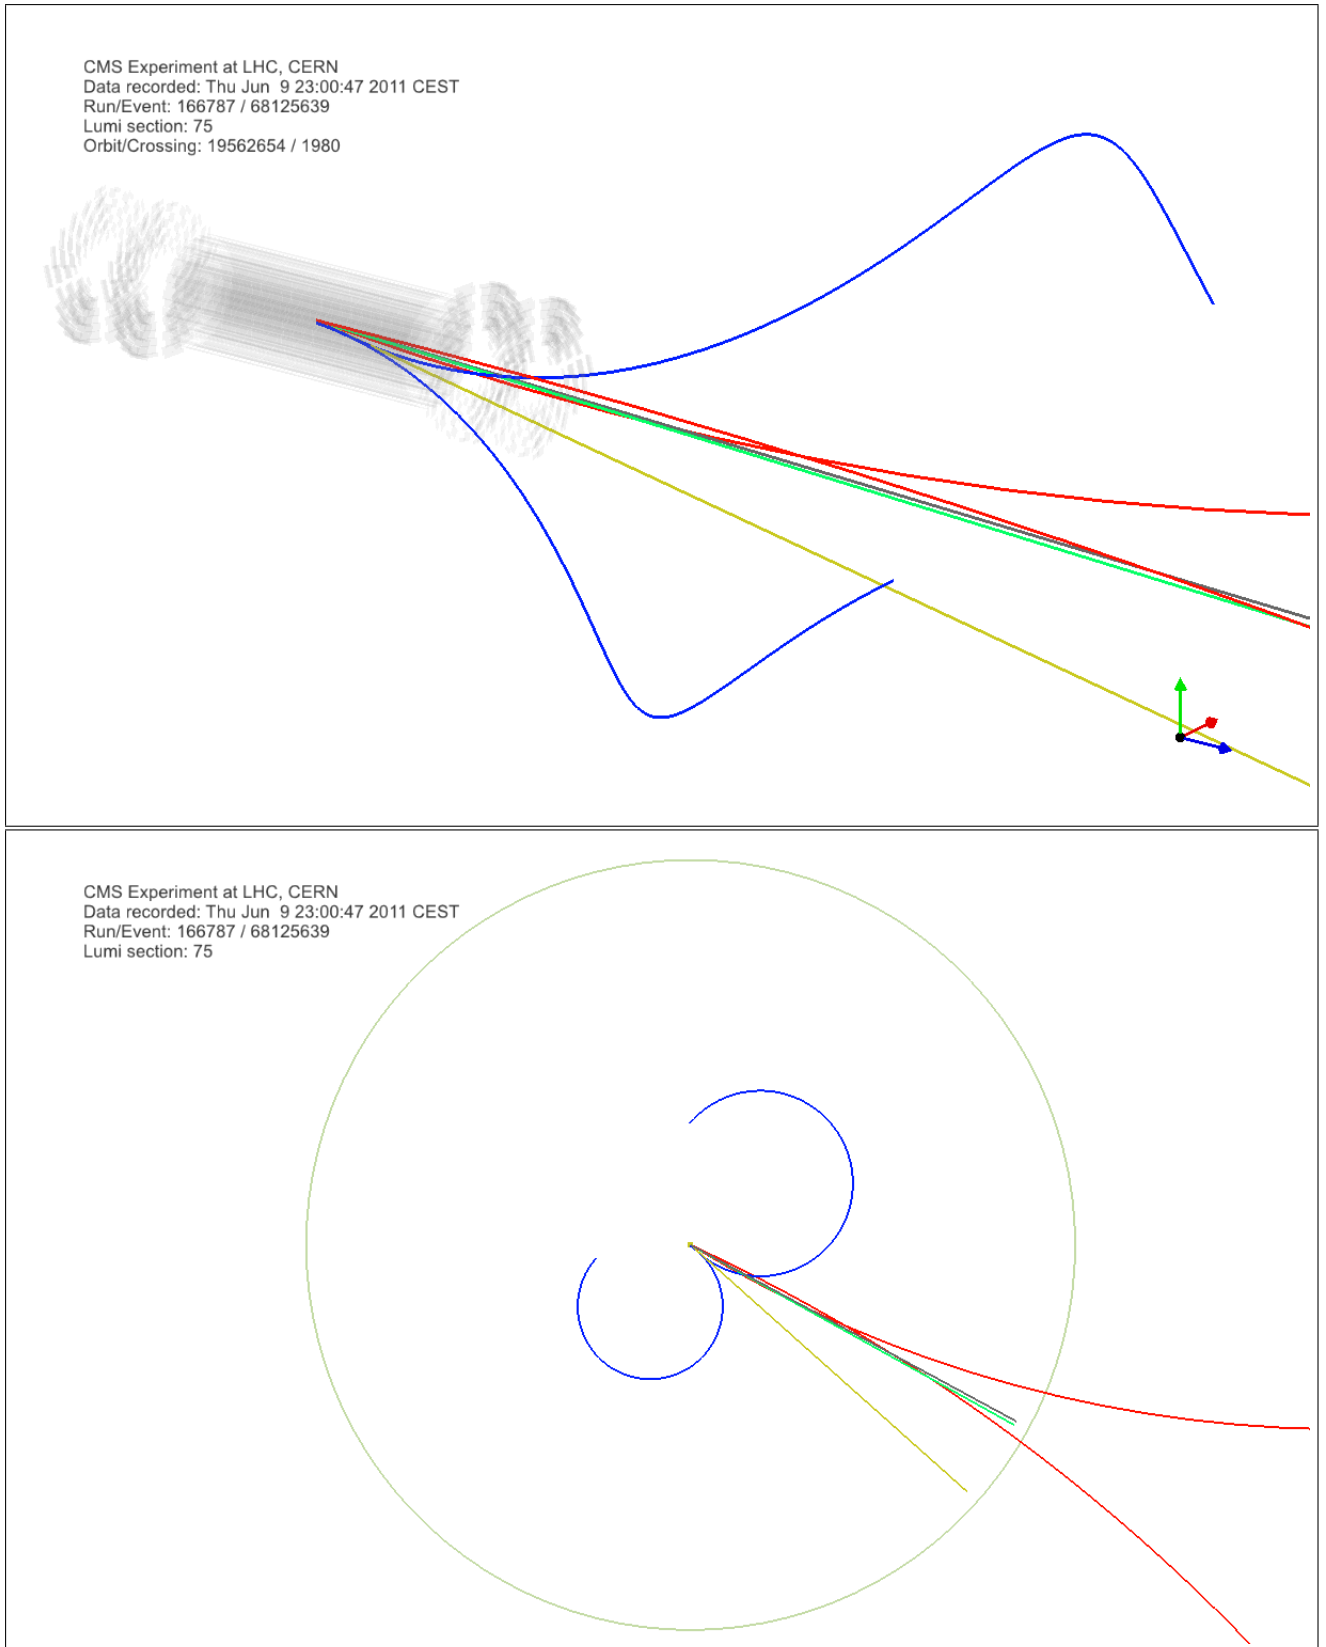 CMS Experiment at LHC, CERN
Data recorded: Thu Jun  9 23:00:47 2011 CEST
Run/Event: 166787 / 68125639
Lumi section: 75
Orbit/Crossing: 19562654 / 1980
CMS Experiment at LHC, CERN
Data recorded: Thu Jun  9 23:00:47 2011 CEST
Run/Event: 166787 / 68125639
Lumi section: 75